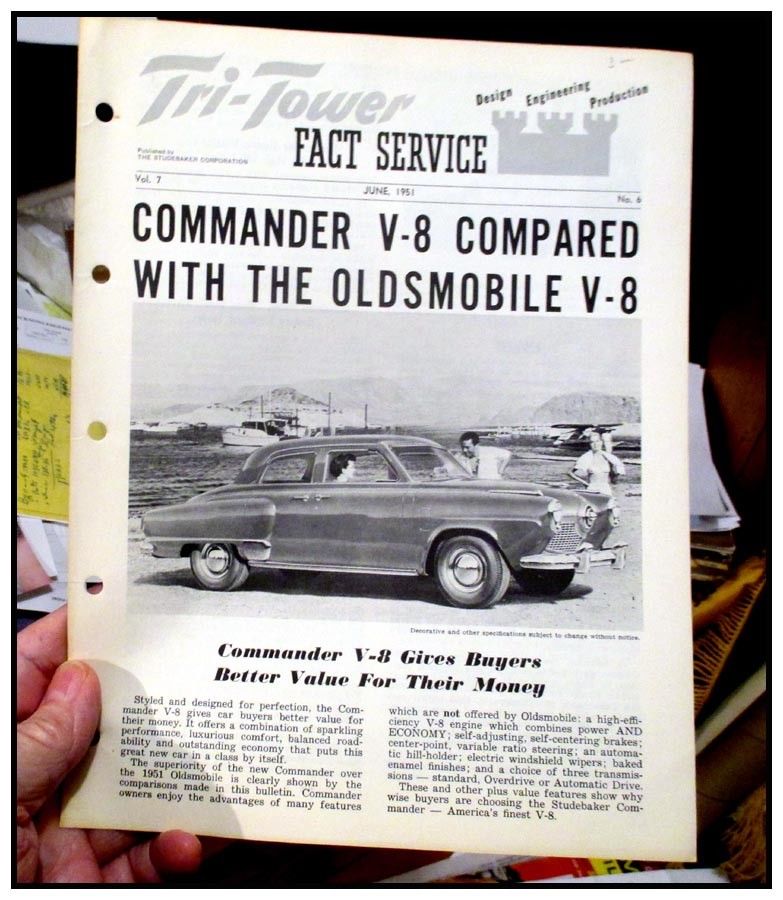 Tri-Tower
Design Engineering Production
FACT SERVICE
Published by
THE STUDEBAKER CORPORATION
Vol. 7
JUNE, 1951
No. 6
COMMANDER V-8 COMPARED
WITH THE OLDSMOBILE V-8
Decorative and other specifications subject to change without notice.
Commander V-8 Gives Buyers
Better Value For Their Money
Styled and designed for perfection, the Com-
mander V-8 gives car buyers better value for
their money. It offers a combination of sparkling
performance, luxurious comfort, balanced road-
ability and outstanding economy that puts this
great new car in a class by itself.
The superiority of the new Commander over
the 1951 Oldsmobile is clearly shown by the
comparisons made in this bulletin. Commander
owners enjoy the advantages of many features
which are not offered by Oldsmobile: a high-effi-
ciency V-8 engine which combines power AND
ECONOMY; self-adjusting, self-centering brakes;
center-point, variable ratio steering; an automa-
tic hill-holder; electric windshield wipers; baked
enamel finishes; and a choice of three transmis-
sions — standard, Overdrive or Automatic Drive.
These and other plus value features show why
wise buyers are choosing the Studebaker Com-
mander — America's finest V-8.